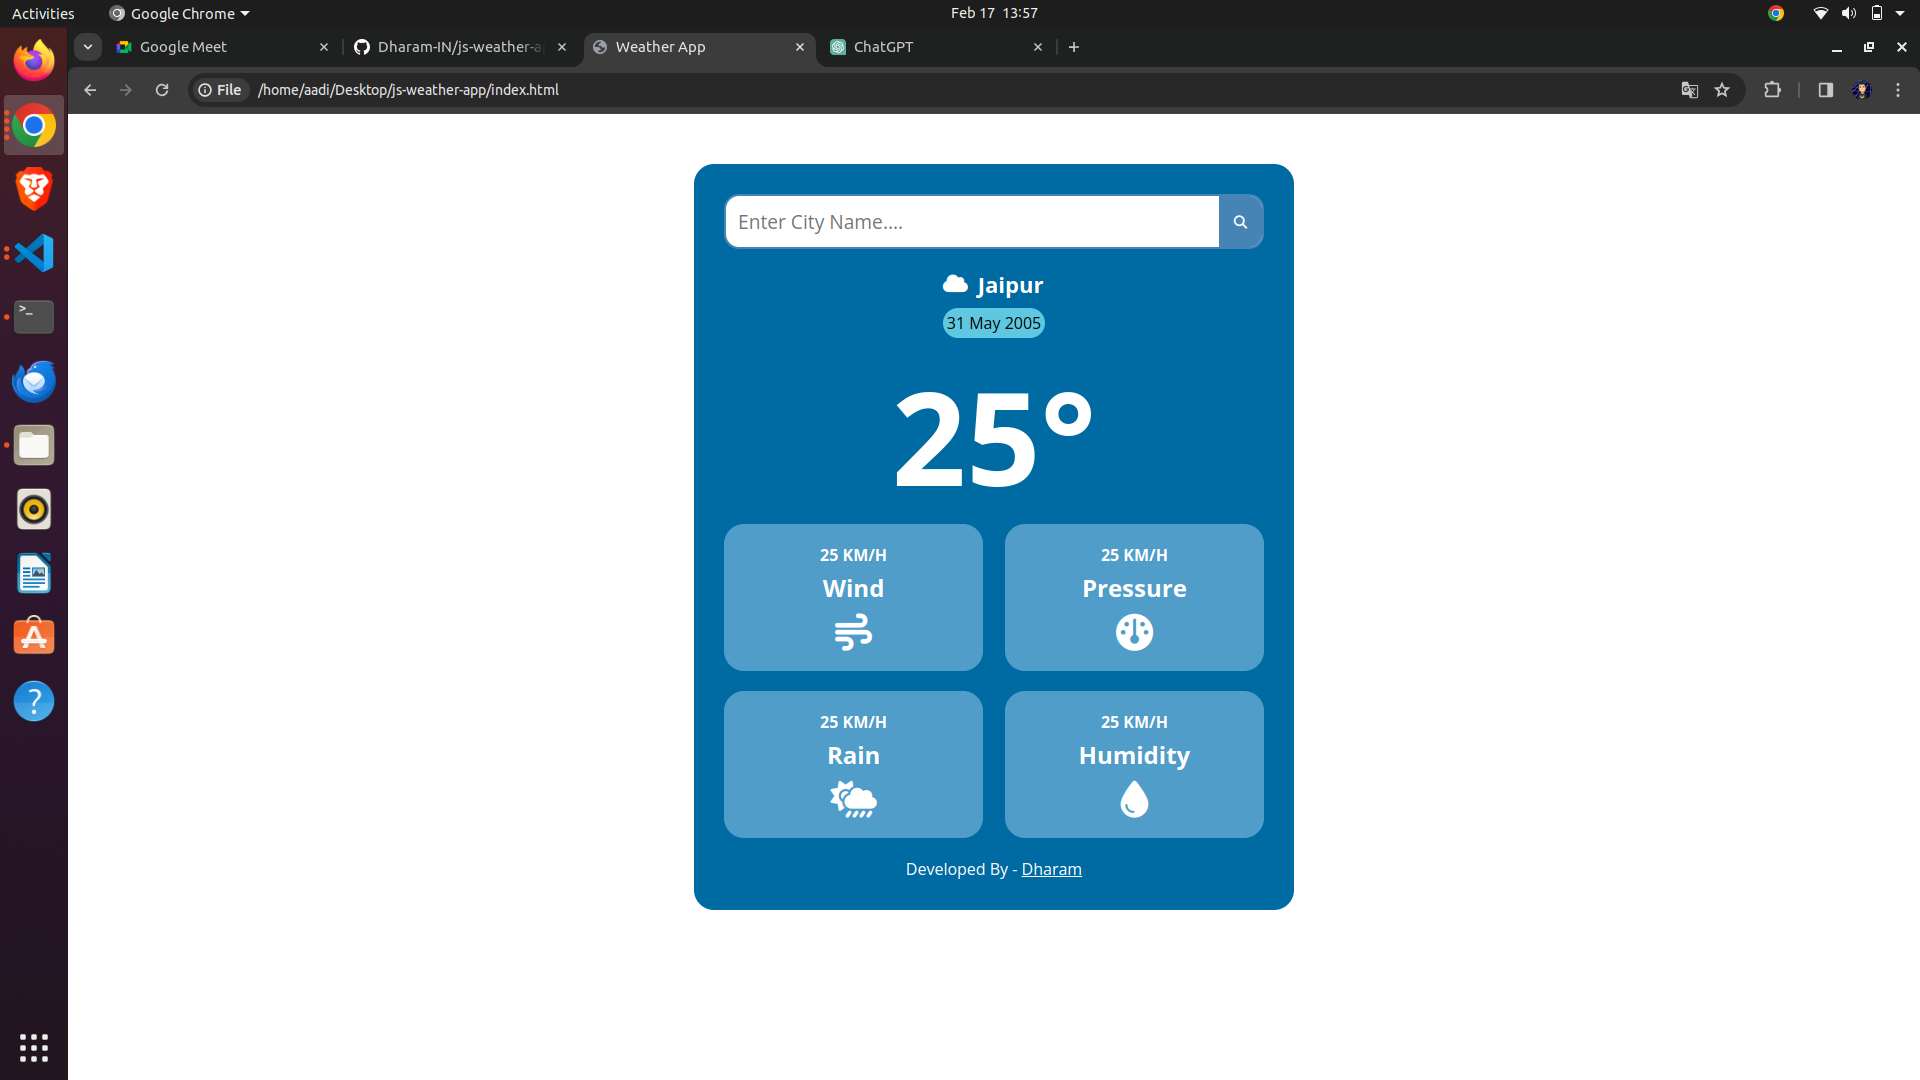 Activities
Google Chrome
Feb 17 13:57
Google Meet
Dharam-IN/js-weather-a
Weather App
ChatGPT
File
/home/aadi/Desktop/js-weather-app/index.html
Enter City Name....
Jaipur
31 May 2005
25°
25 KM/H
Wind
25 KM/H
Pressure
25 KM/H
Rain
25 KM/H
Humidity
Developed By - Dharam